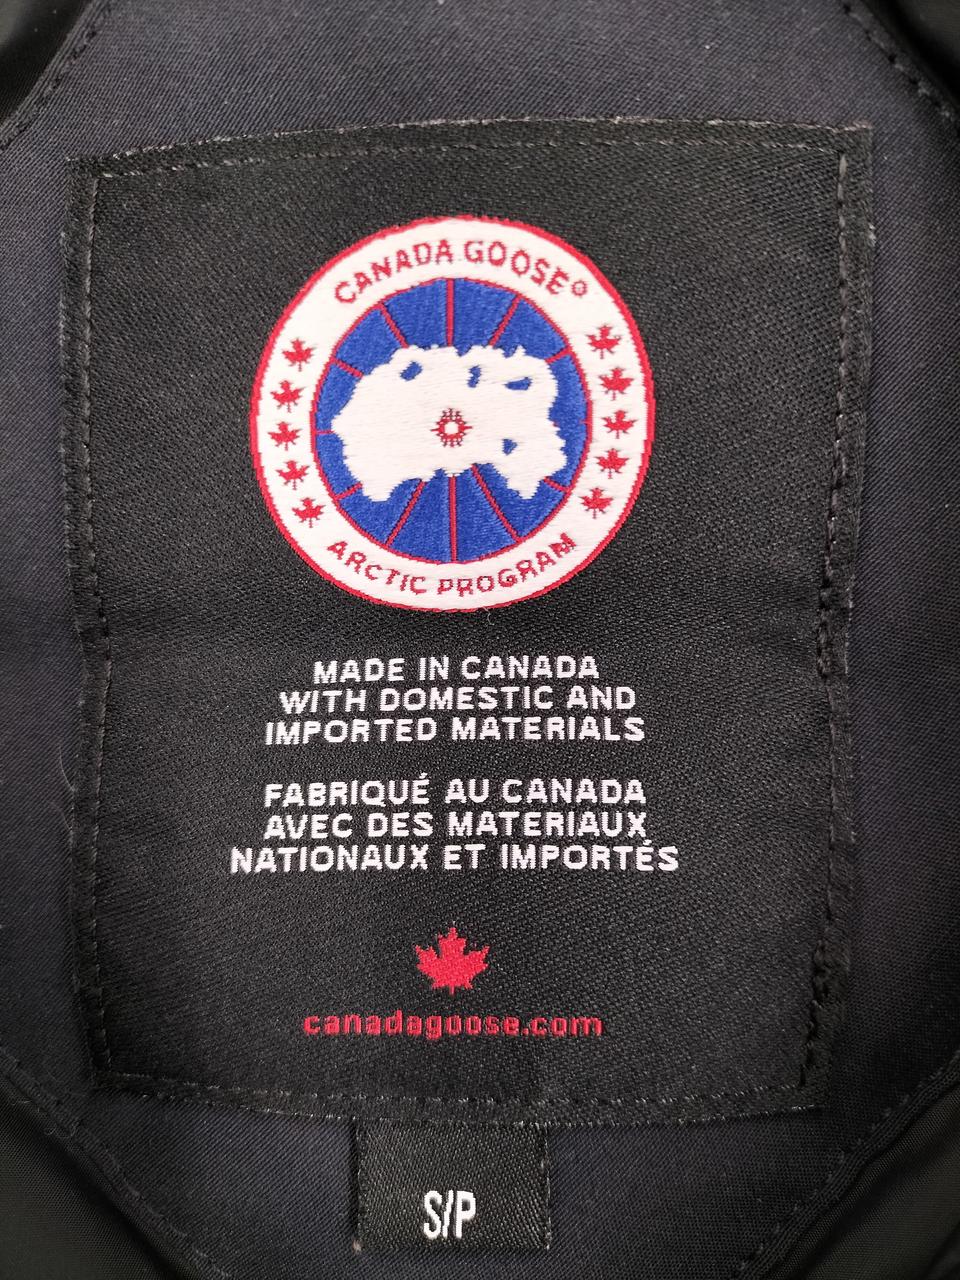 CANADA GOOSE®
ARCTIC PROGRAM
MADE IN CANADA
WITH DOMESTIC AND
IMPORTED MATERIALS
FABRIQUÉ AU CANADA
AVEC DES MATERIAUX
NATIONAUX ET IMPORTÉS
canadagoose.com
S/P